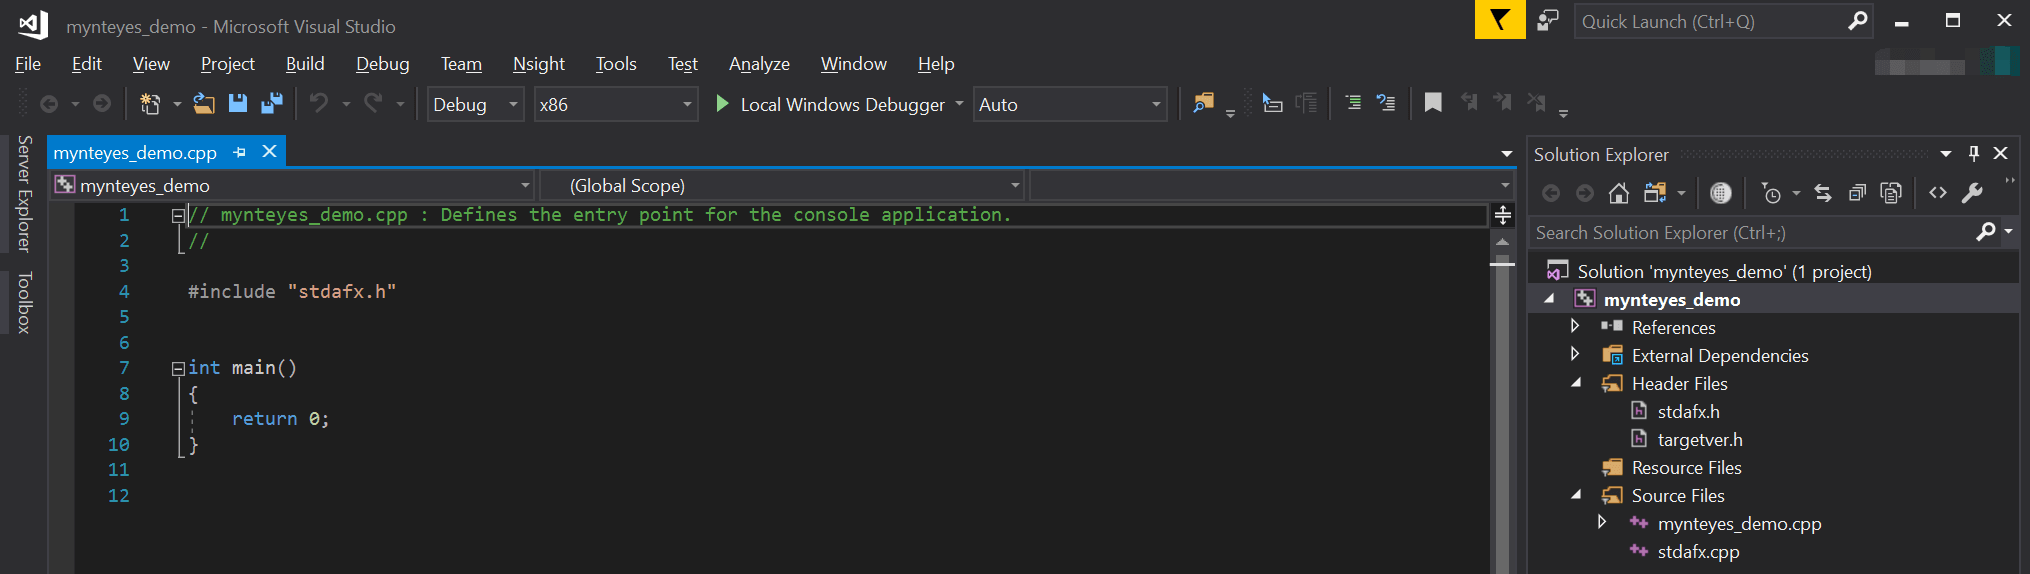 mynteyes_demo - Microsoft Visual Studio
Quick Launch (Ctrl+Q)
File Edit View Project Build Debug Team Nsight Tools Test Analyze Window Help
Debug x86 Local Windows Debugger Auto
Server Explorer
Toolbox
mynteyes_demo.cpp
mynteyes_demo (Global Scope)
1 // mynteyes_demo.cpp : Defines the entry point for the console application.
2 //
3
4 #include "stdafx.h"
5
6
7 int main()
8 {
9 return 0;
10 }
11
12
Solution Explorer
Search Solution Explorer (Ctrl+;)
Solution 'mynteyes_demo' (1 project)
mynteyes_demo
References
External Dependencies
Header Files
stdafx.h
targetver.h
Resource Files
Source Files
mynteyes_demo.cpp
stdafx.cpp